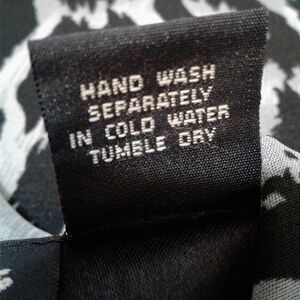 HAND WASH
SEPARATELY
IN COLD WATER
TUMBLE DRY